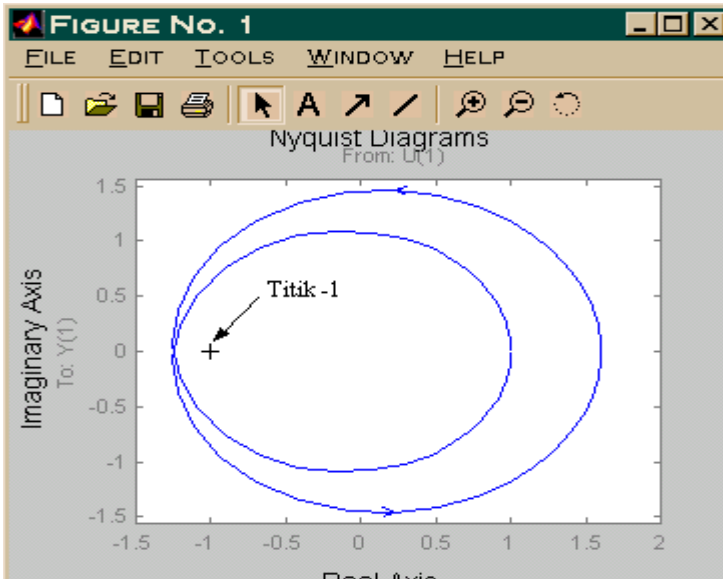 FIGURE NO. 1
FILE EDIT TOOLS WINDOW HELP
A
Nyquist Diagrams
From: U(1)
Imaginary Axis
To: Y(1)
1.5
1
0.5
0
-0.5
-1
-1.5
Titik -1
-1.5 -1 -0.5 0 0.5 1 1.5 2
Real Axis